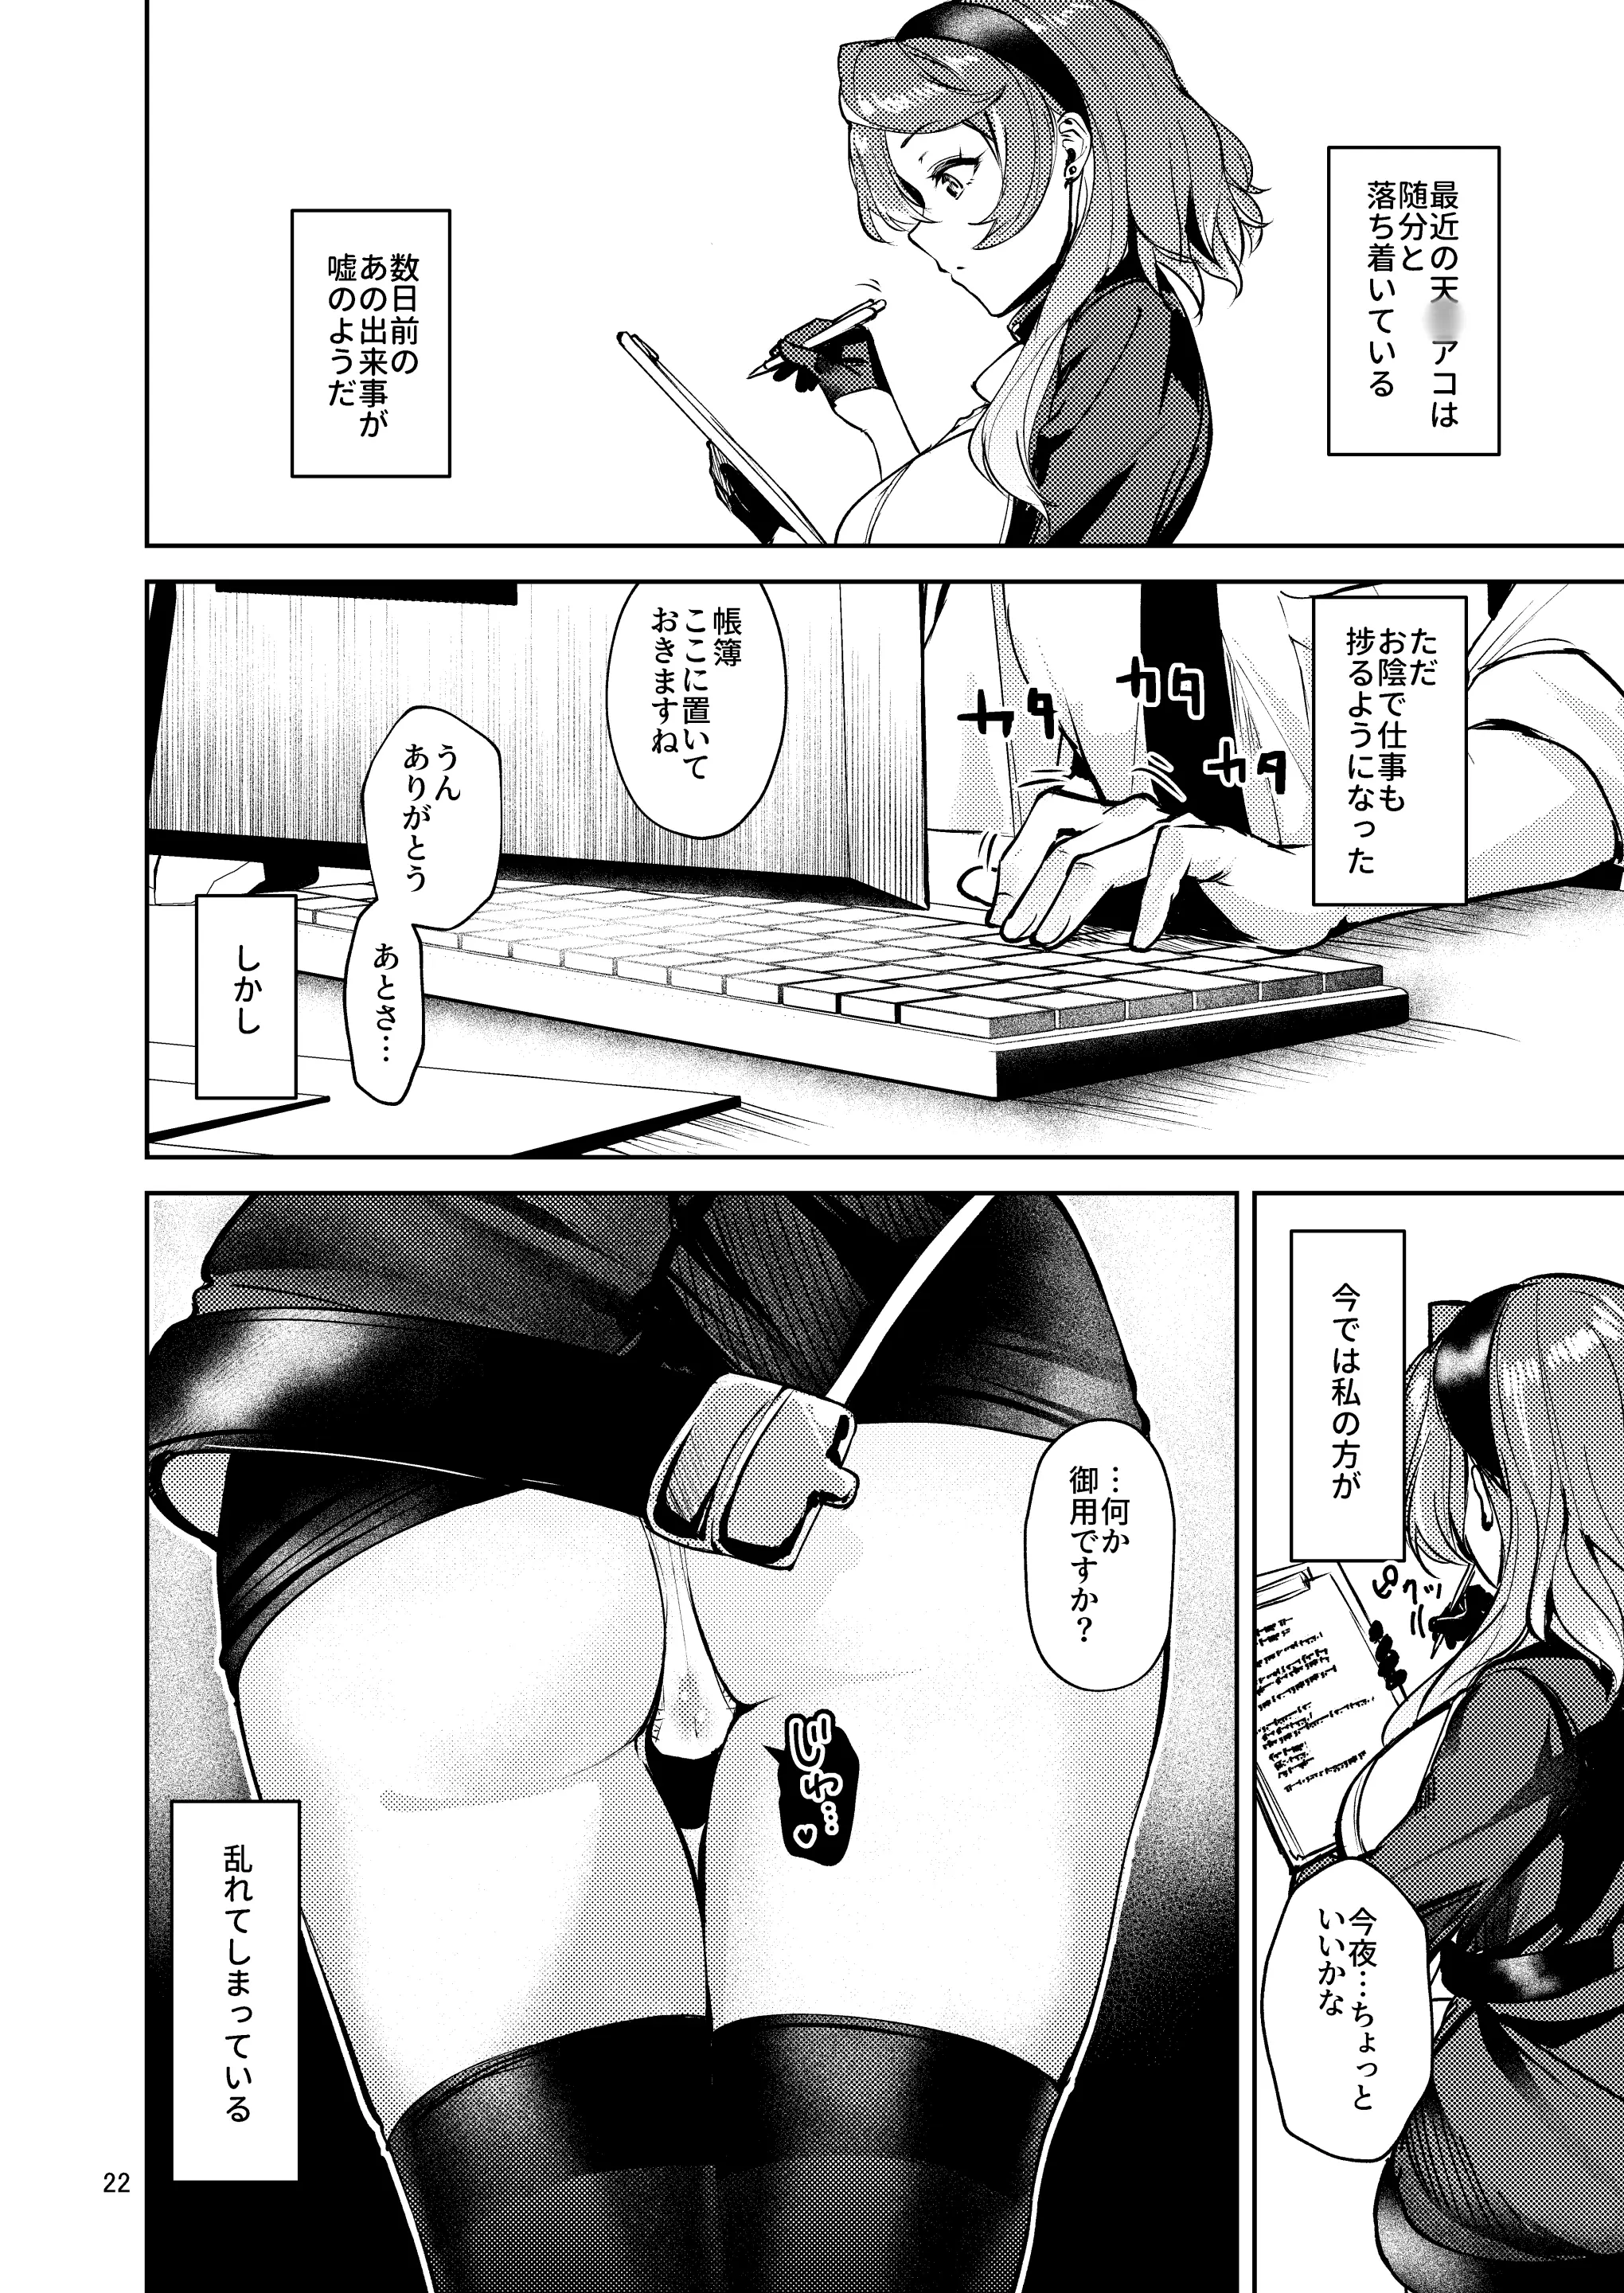 最近の天 アコは
随分と
落ち着いている
数日前の
あの出来事が
嘘のようだ
ただ
お陰で仕事も
捗るようになった
カタ
カタ
カタ
帳簿
ここに置いて
おきますね
うん
ありがとう
あとさ…
しかし
今では私の方が
ピクッ
今夜…ちょっと
いいかな
…何か
御用ですか?
じわ…♡
乱れてしまっている
22